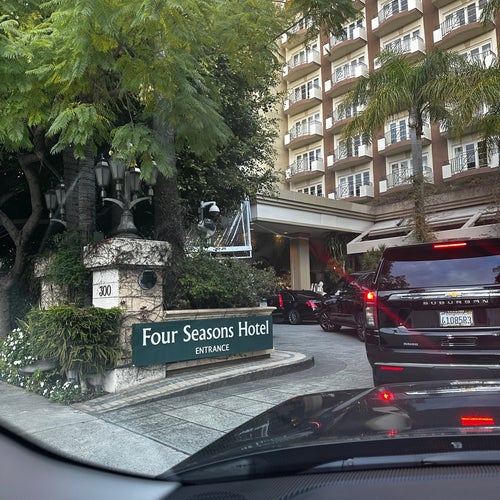 300
Four Seasons Hotel
ENTRANCE
SUBURBAN